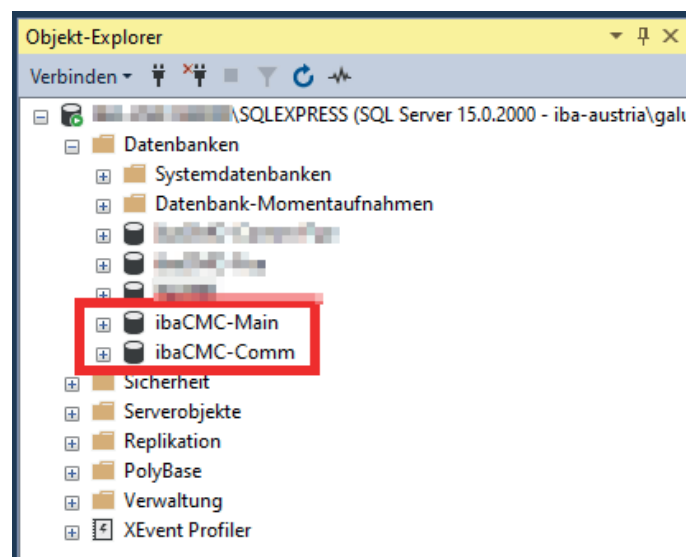 Objekt-Explorer
Verbinden
\SQLEXPRESS (SQL Server 15.0.2000 - iba-austria\galu
Datenbanken
Systemdatenbanken
Datenbank-Momentaufnahmen
ibaCMC-Main
ibaCMC-Comm
Sicherheit
Serverobjekte
Replikation
PolyBase
Verwaltung
XEvent Profiler